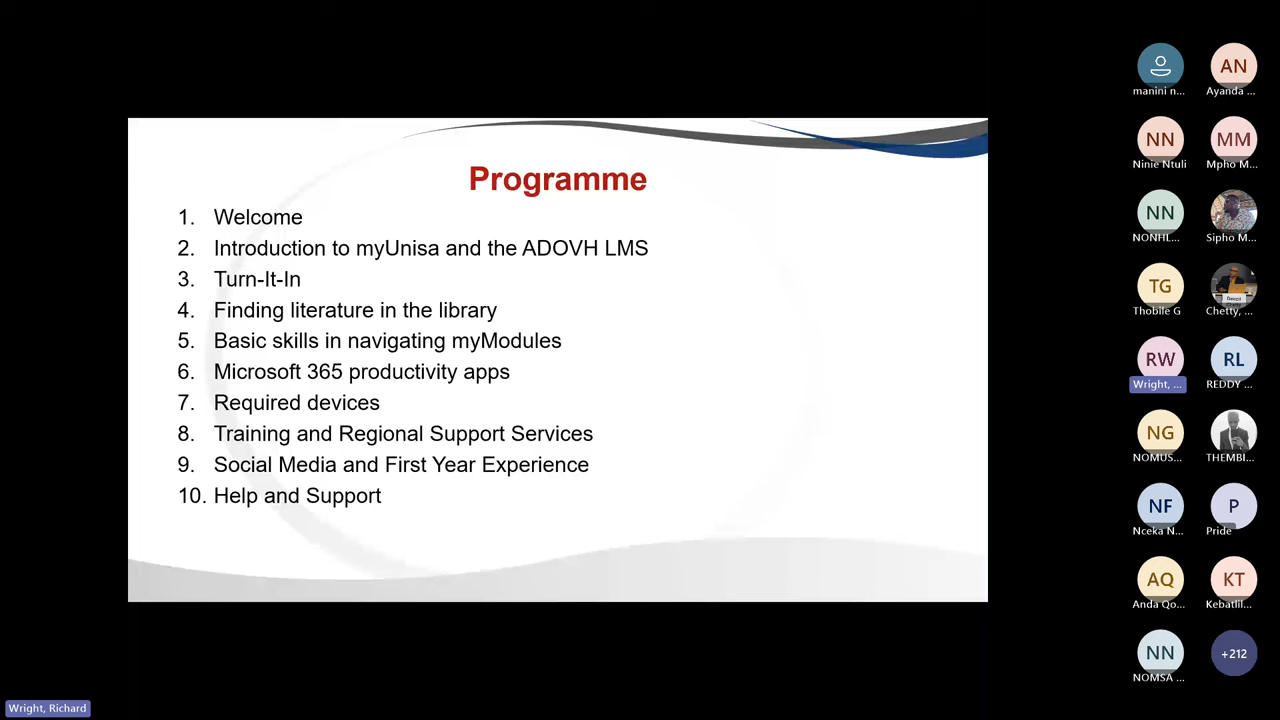 Programme
1. Welcome
2. Introduction to myUnisa and the ADOVH LMS
3. Turn-It-In
4. Finding literature in the library
5. Basic skills in navigating myModules
6. Microsoft 365 productivity apps
7. Required devices
8. Training and Regional Support Services
9. Social Media and First Year Experience
10. Help and Support
manini n...
AN
Ayanda ...
NN
Ninie Ntuli
MM
Mpho M...
NN
NONHL...
Sipho M...
TG
Thobile G
Chetty, ...
RW
Wright, ...
RL
REDDY ...
NG
NOMUS...
THEMBI...
NF
Nceka N...
P
Pride
AQ
Anda Qo...
KT
Kebatlil...
NN
NOMSA ...
+212
Wright, Richard